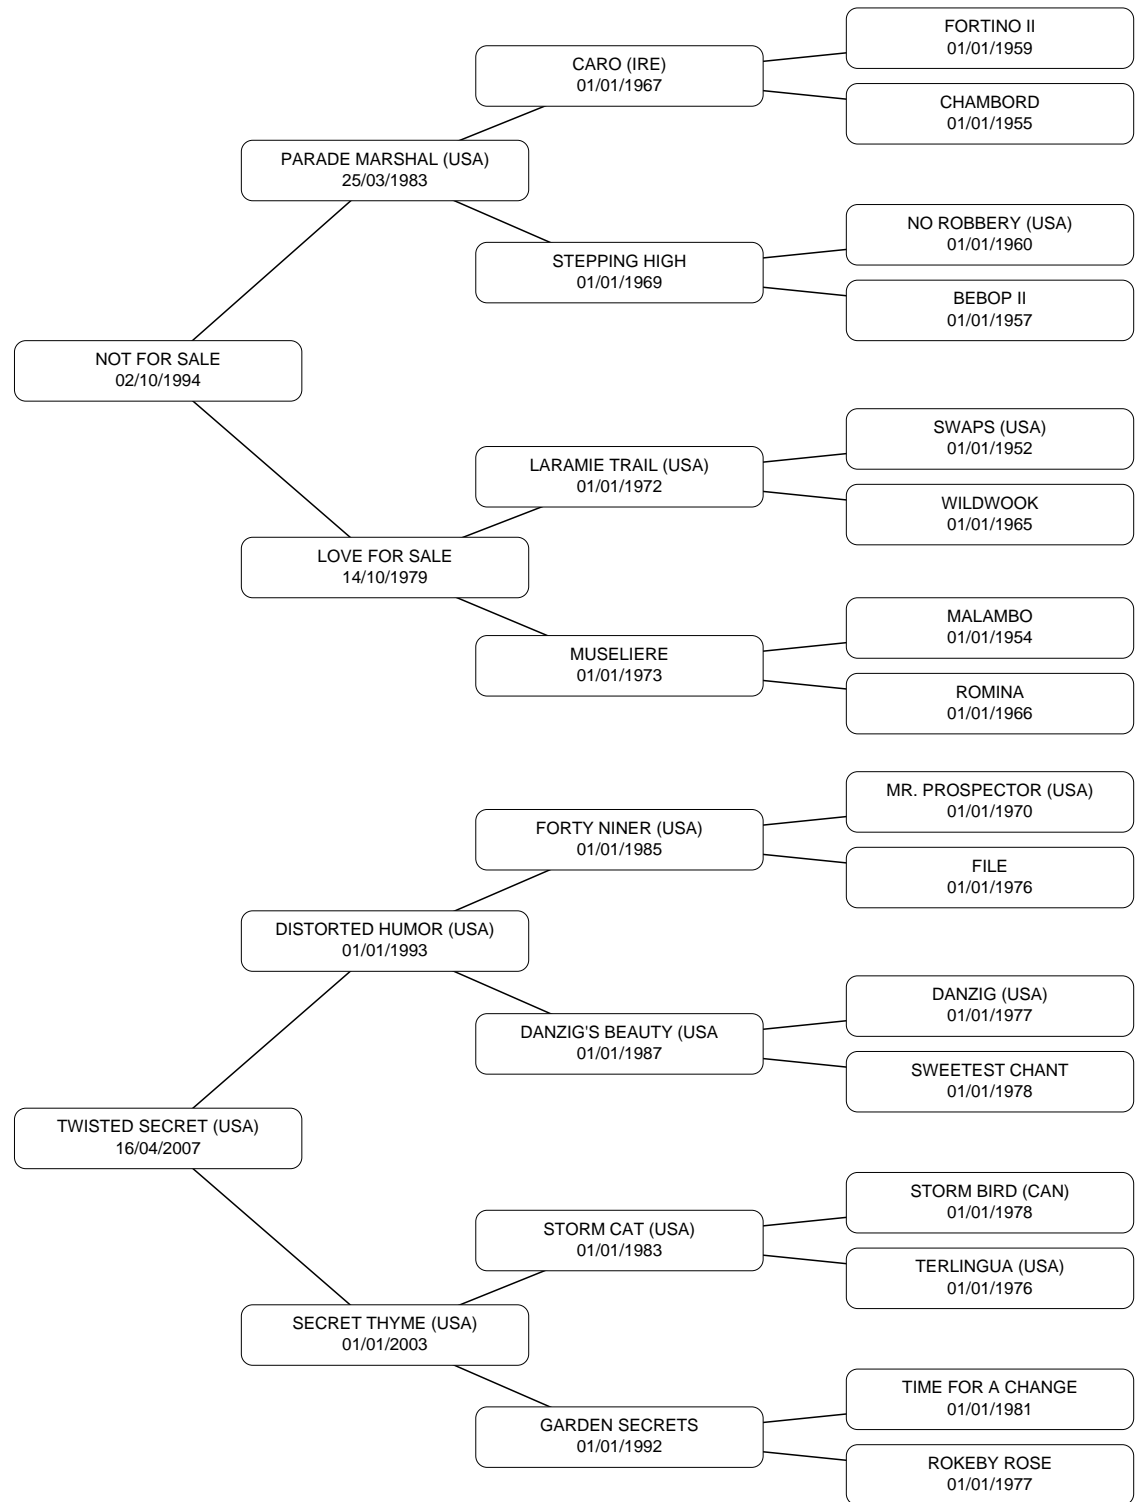 FORTINO II
01/01/1959
CARO (IRE)
01/01/1967
CHAMBORD
01/01/1955
PARADE MARSHAL (USA)
25/03/1983
NO ROBBERY (USA)
01/01/1960
STEPPING HIGH
01/01/1969
BEBOP II
01/01/1957
NOT FOR SALE
02/10/1994
SWAPS (USA)
01/01/1952
LARAMIE TRAIL (USA)
01/01/1972
WILDWOOK
01/01/1965
LOVE FOR SALE
14/10/1979
MALAMBO
01/01/1954
MUSELIERE
01/01/1973
ROMINA
01/01/1966
MR. PROSPECTOR (USA)
01/01/1970
FORTY NINER (USA)
01/01/1985
FILE
01/01/1976
DISTORTED HUMOR (USA)
01/01/1993
DANZIG (USA)
01/01/1977
DANZIG'S BEAUTY (USA
01/01/1987
SWEETEST CHANT
01/01/1978
TWISTED SECRET (USA)
16/04/2007
STORM BIRD (CAN)
01/01/1978
STORM CAT (USA)
01/01/1983
TERLINGUA (USA)
01/01/1976
SECRET THYME (USA)
01/01/2003
TIME FOR A CHANGE
01/01/1981
GARDEN SECRETS
01/01/1992
ROKEBY ROSE
01/01/1977